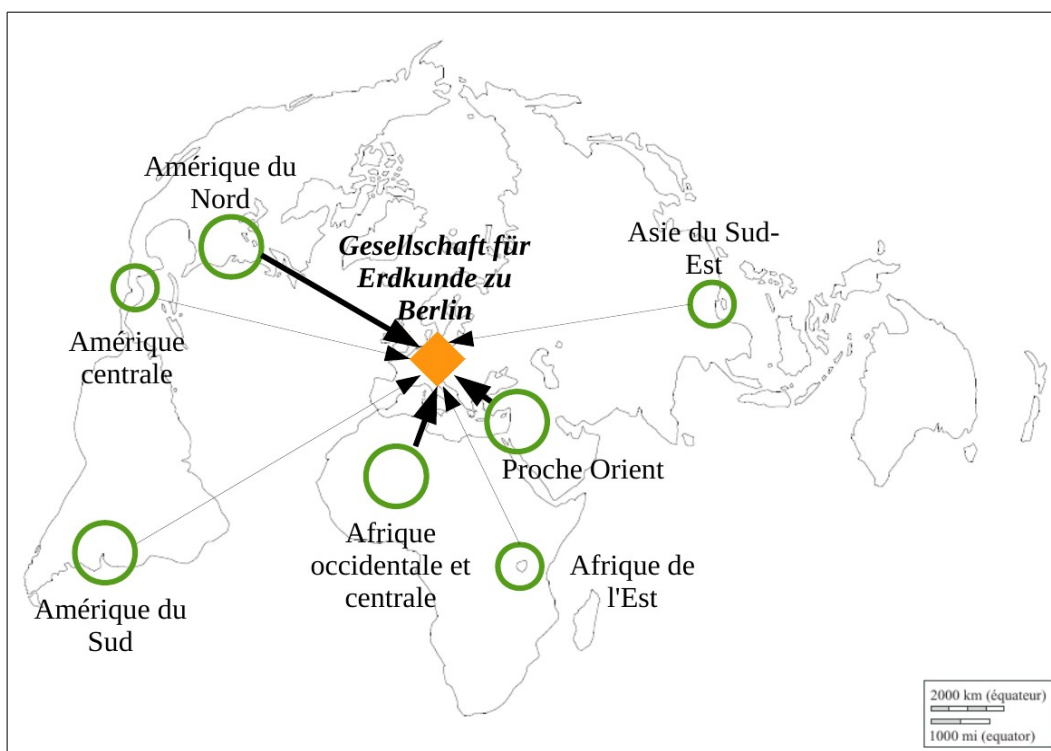 Amérique du
Nord
Gesellschaft für
Erdkunde zu
Berlin
Asie du Sud-
Est
Amérique
centrale
Proche Orient
Afrique
occidentale et
centrale
Afrique de
l'Est
Amérique du
Sud
2000 km (équateur)
1000 mi (equator)